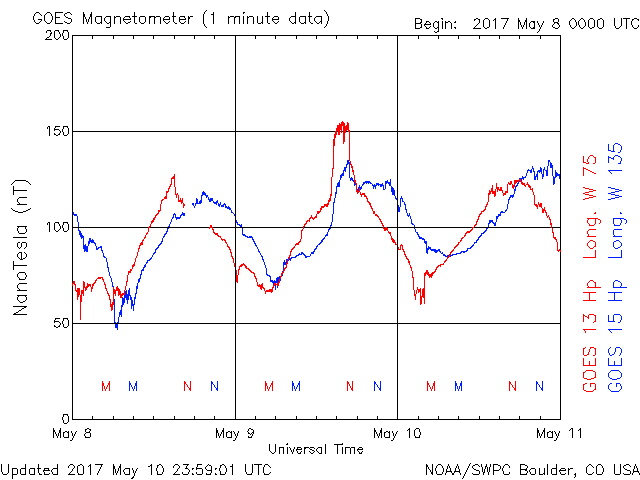 GOES Magnetometer (1 minute data)
Begin: 2017 May 8 0000 UTC
200
150
100
50
0
NanoTesla (nT)
M M N N M M N N M M N N
May 8 May 9 May 10 May 11
Universal Time
GOES 13 Hp Long. W 75
GOES 15 Hp Long. W 135
Updated 2017 May 10 23:59:01 UTC
NOAA/SWPC Boulder, CO USA